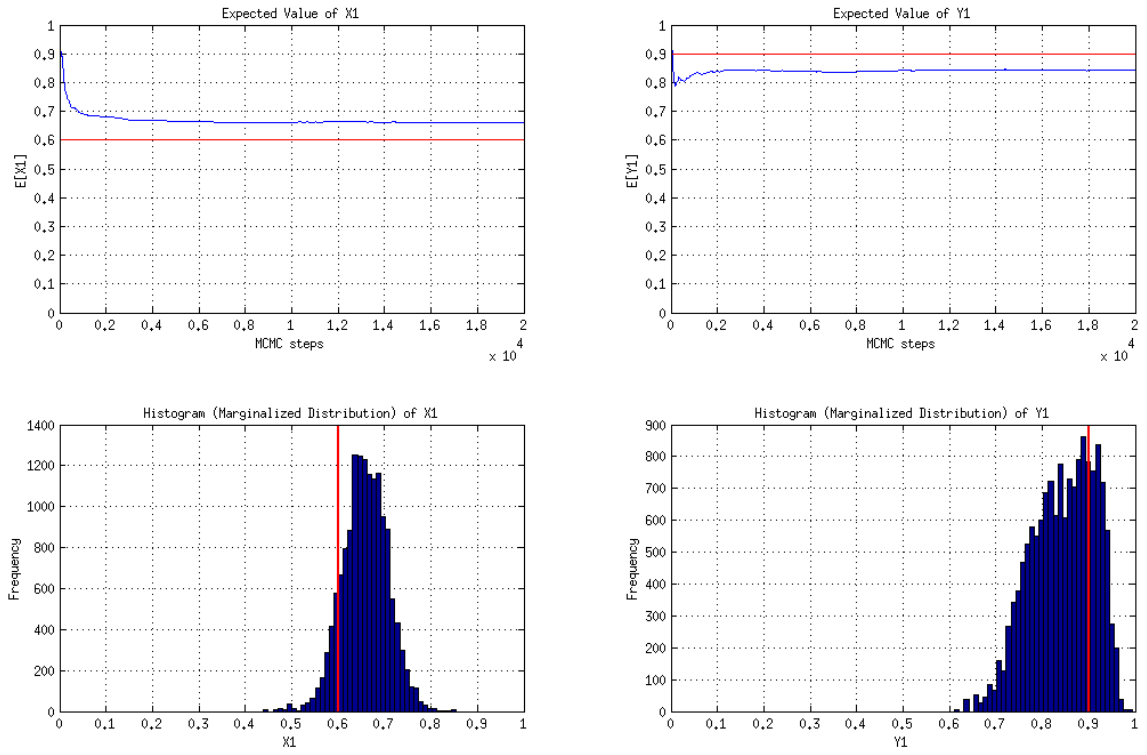 Expected Value of X1
1
0.9
0.8
0.7
0.6
0.5
0.4
0.3
0.2
0.1
0
E[X1]
0 0.2 0.4 0.6 0.8 1 1.2 1.4 1.6 1.8 2
MCMC steps
x 10 4
Expected Value of Y1
1
0.9
0.8
0.7
0.6
0.5
0.4
0.3
0.2
0.1
0
E[Y1]
0 0.2 0.4 0.6 0.8 1 1.2 1.4 1.6 1.8 2
MCMC steps
x 10 4
Histogram (Marginalized Distribution) of X1
1400
1200
1000
800
600
400
200
0
Frequency
0 0.1 0.2 0.3 0.4 0.5 0.6 0.7 0.8 0.9 1
X1
Histogram (Marginalized Distribution) of Y1
900
800
700
600
500
400
300
200
100
0
Frequency
0 0.1 0.2 0.3 0.4 0.5 0.6 0.7 0.8 0.9 1
Y1